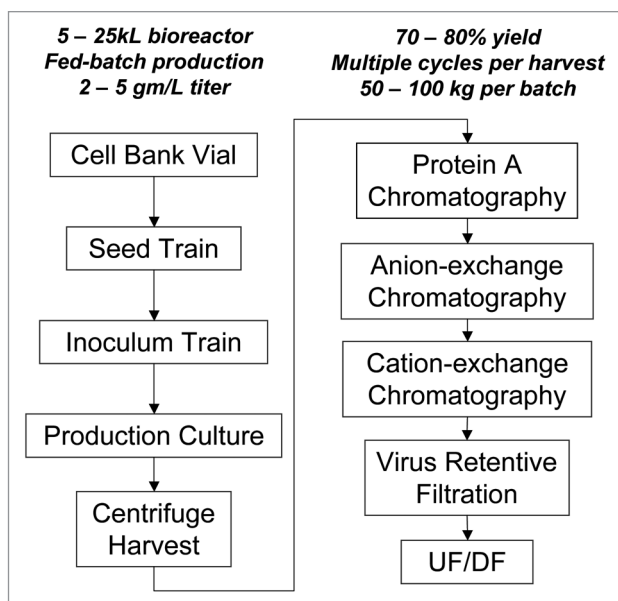 5 – 25kL bioreactor
Fed-batch production
2 – 5 gm/L titer
Cell Bank Vial
Seed Train
Inoculum Train
Production Culture
Centrifuge
Harvest
70 – 80% yield
Multiple cycles per harvest
50 – 100 kg per batch
Protein A
Chromatography
Anion-exchange
Chromatography
Cation-exchange
Chromatography
Virus Retentive
Filtration
UF/DF